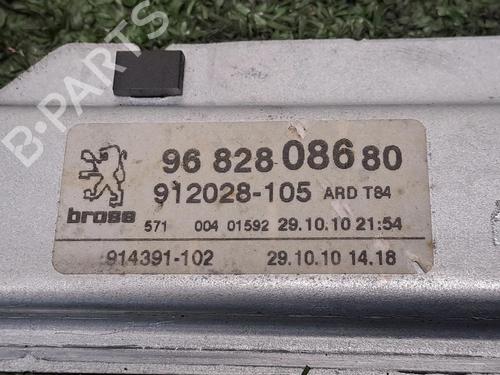 B-PARTS
96 828 086 80
912028-105 ARD T84
brose
571 004 01592 29.10.10 21:54
914391-102 29.10.10 14.18